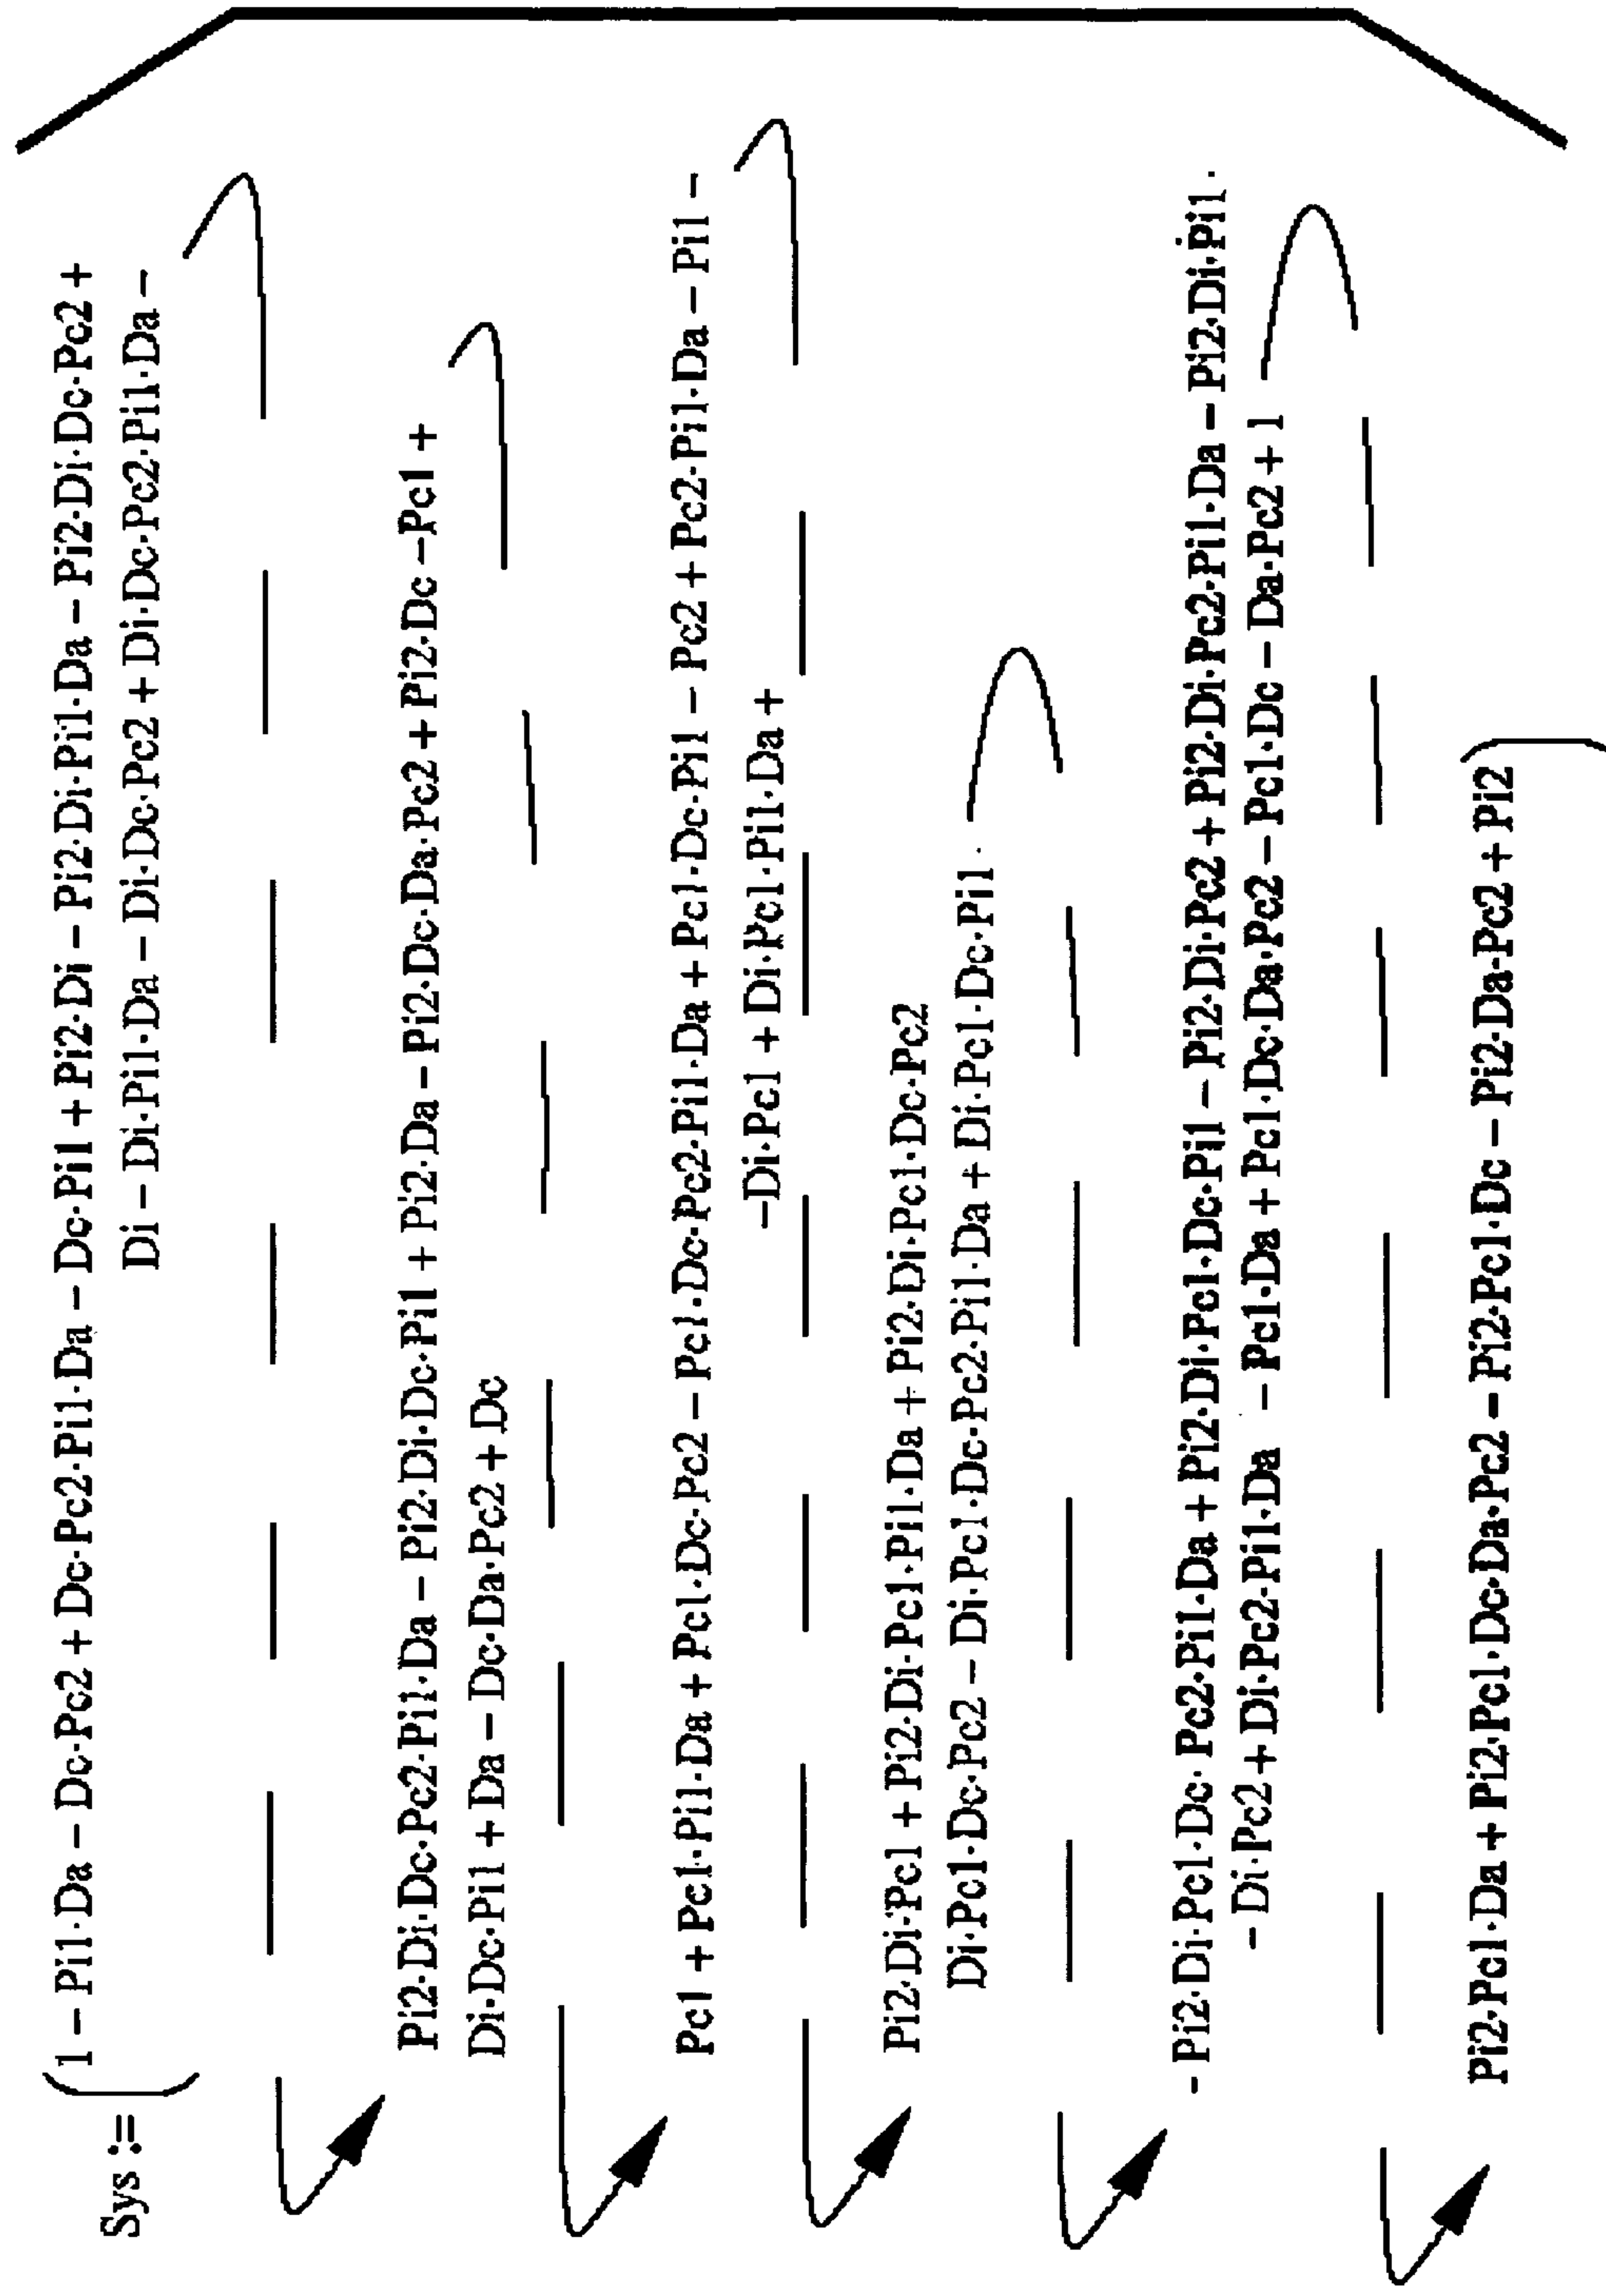 Sys := ( 1 – Pi1·Da – Dc·Pc2 + Dc·Pc2·Pi1·Da – Dc·Pi1 + Pi2·Di – Pi2·Di·Pi1·Da – Pi2·Di·Dc·Pc2 +
Di – Di·Pi1·Da – Di·Dc·Pc2 + Di·Dc·Pc2·Pi1·Da –
Pi2·Di·Dc·Pc2·Pi1·Da – Pi2·Di·Dc·Pi1 + Pi2·Da – Pi2·Dc·Da·Pc2 + Pi2·Dc –Pc1 +
Di·Dc·Pi1 + Da – Dc·Da·Pc2 + Dc
Pc1 + Pc1·Pi1·Da + Pc1·Dc·Pc2 – Pc1·Dc·Pc2·Pi1·Da + Pc1·Dc·Pi1 – Pc2 + Pc2·Pi1·Da – Pi1 –
–Di·Pc1 + Di·Pc1·Pi1·Da +
Pi2·Di·Pc1 + Pi2·Di·Pc1·Pi1·Da + Pi2·Di·Pc1·Dc·Pc2
Di·Pc1·Dc·Pc2 – Di·Pc1·Dc·Pc2·Pi1·Da + Di·Pc1·Dc·Pi1 ·
- Pi2·Di·Pc1·Dc·Pc2·Pi1·Da + Pi2·Di·Pc1·Dc·Pi1 – Pi2·Di·Pc2 + Pi2·Di·Pc2·Pi1·Da – Pi2·Di·Pi1 ·
– Di·Pc2 + Di·Pc2·Pi1·Da – Pc1·Da + Pc1·Dc·Da·Pc2 – Pc1·Dc – Da·Pc2 + 1
Pi2·Pc1·Da + Pi2·Pc1·Dc·Da·Pc2 – Pi2·Pc1·Dc – Pi2·Da·Pc2 + Pi2 )